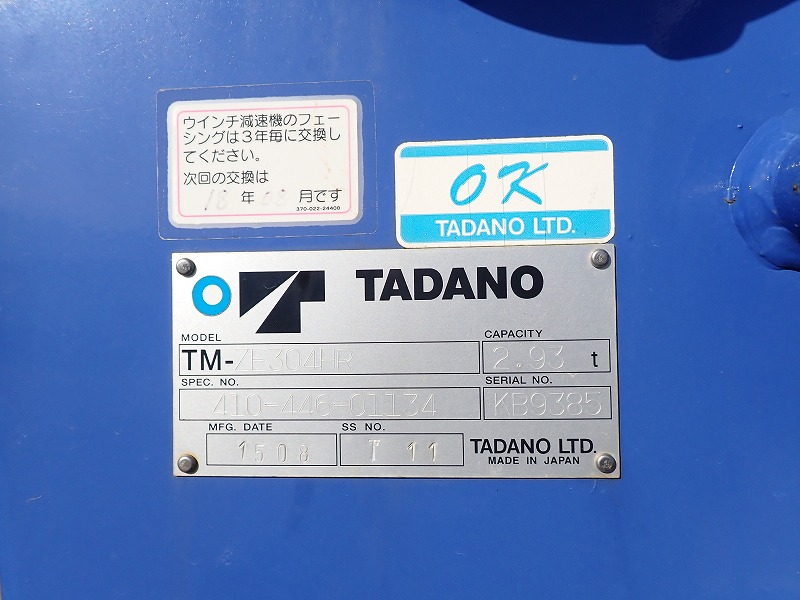 ウインチ減速機のフェー
シングは3年毎に交換し
てください。
次回の交換は
18 年 08 月です
370-022-24400
OK
TADANO LTD.
TADANO
MODEL
CAPACITY
TM-ZE304HR
2.93 t
SPEC. NO.
SERIAL NO.
410-446-01134
KB9385
MFG. DATE
SS NO.
1508
T 11
TADANO LTD.
MADE IN JAPAN